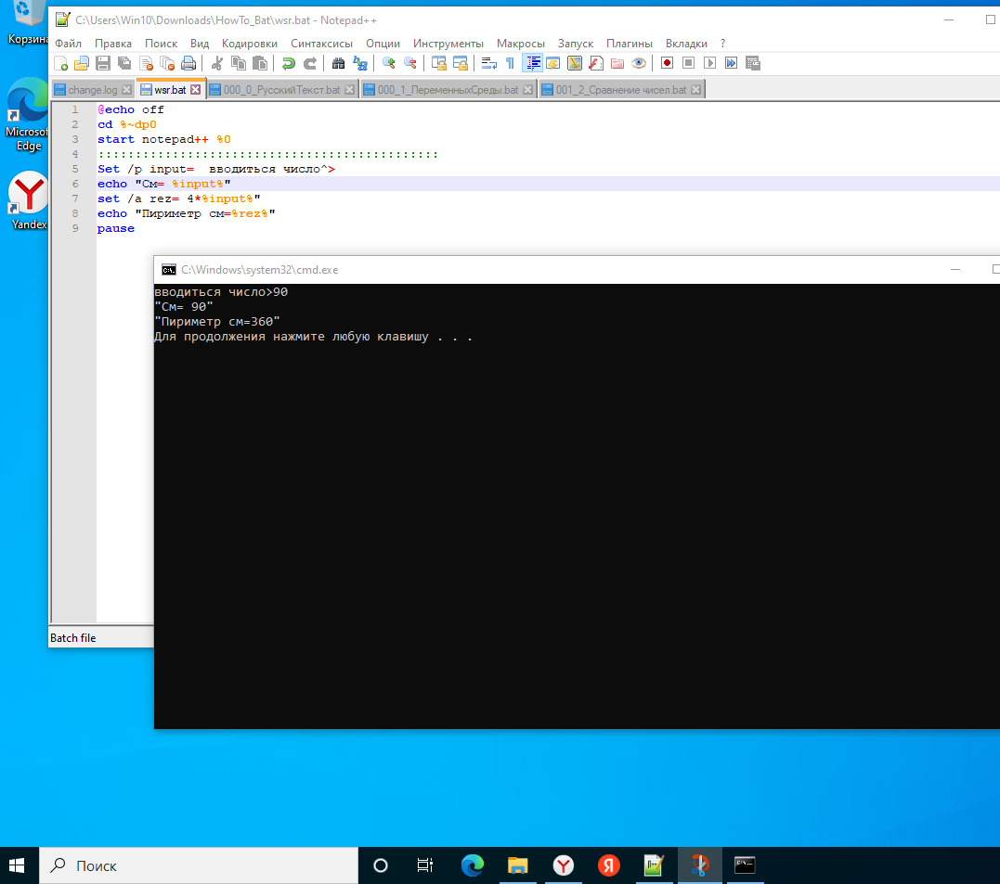 Корзина
C:\Users\Win10\Downloads\HowTo_Bat\wsr.bat - Notepad++
Файл Правка Поиск Вид Кодировки Синтаксисы Опции Инструменты Макросы Запуск Плагины Вкладки ?
change.log wsr.bat 000_0_РусскийТекст.bat 000_1_ПеременныхСреды.bat 001_2_Сравнение чисел.bat
1 @echo off
2 cd %~dp0
3 start notepad++ %0
4 ::::::::::::::::::::::::::::::::::::::::::::::
5 Set /p input=  вводиться число^>
6 echo "См= %input%"
7 set /a rez= 4*%input%"
8 echo "Пириметр см=%rez%"
9 pause
Microsof
Edge
Yandex
C:\Windows\system32\cmd.exe
вводиться число>90
"См= 90"
"Пириметр см=360"
Для продолжения нажмите любую клавишу . . .
Batch file
Поиск